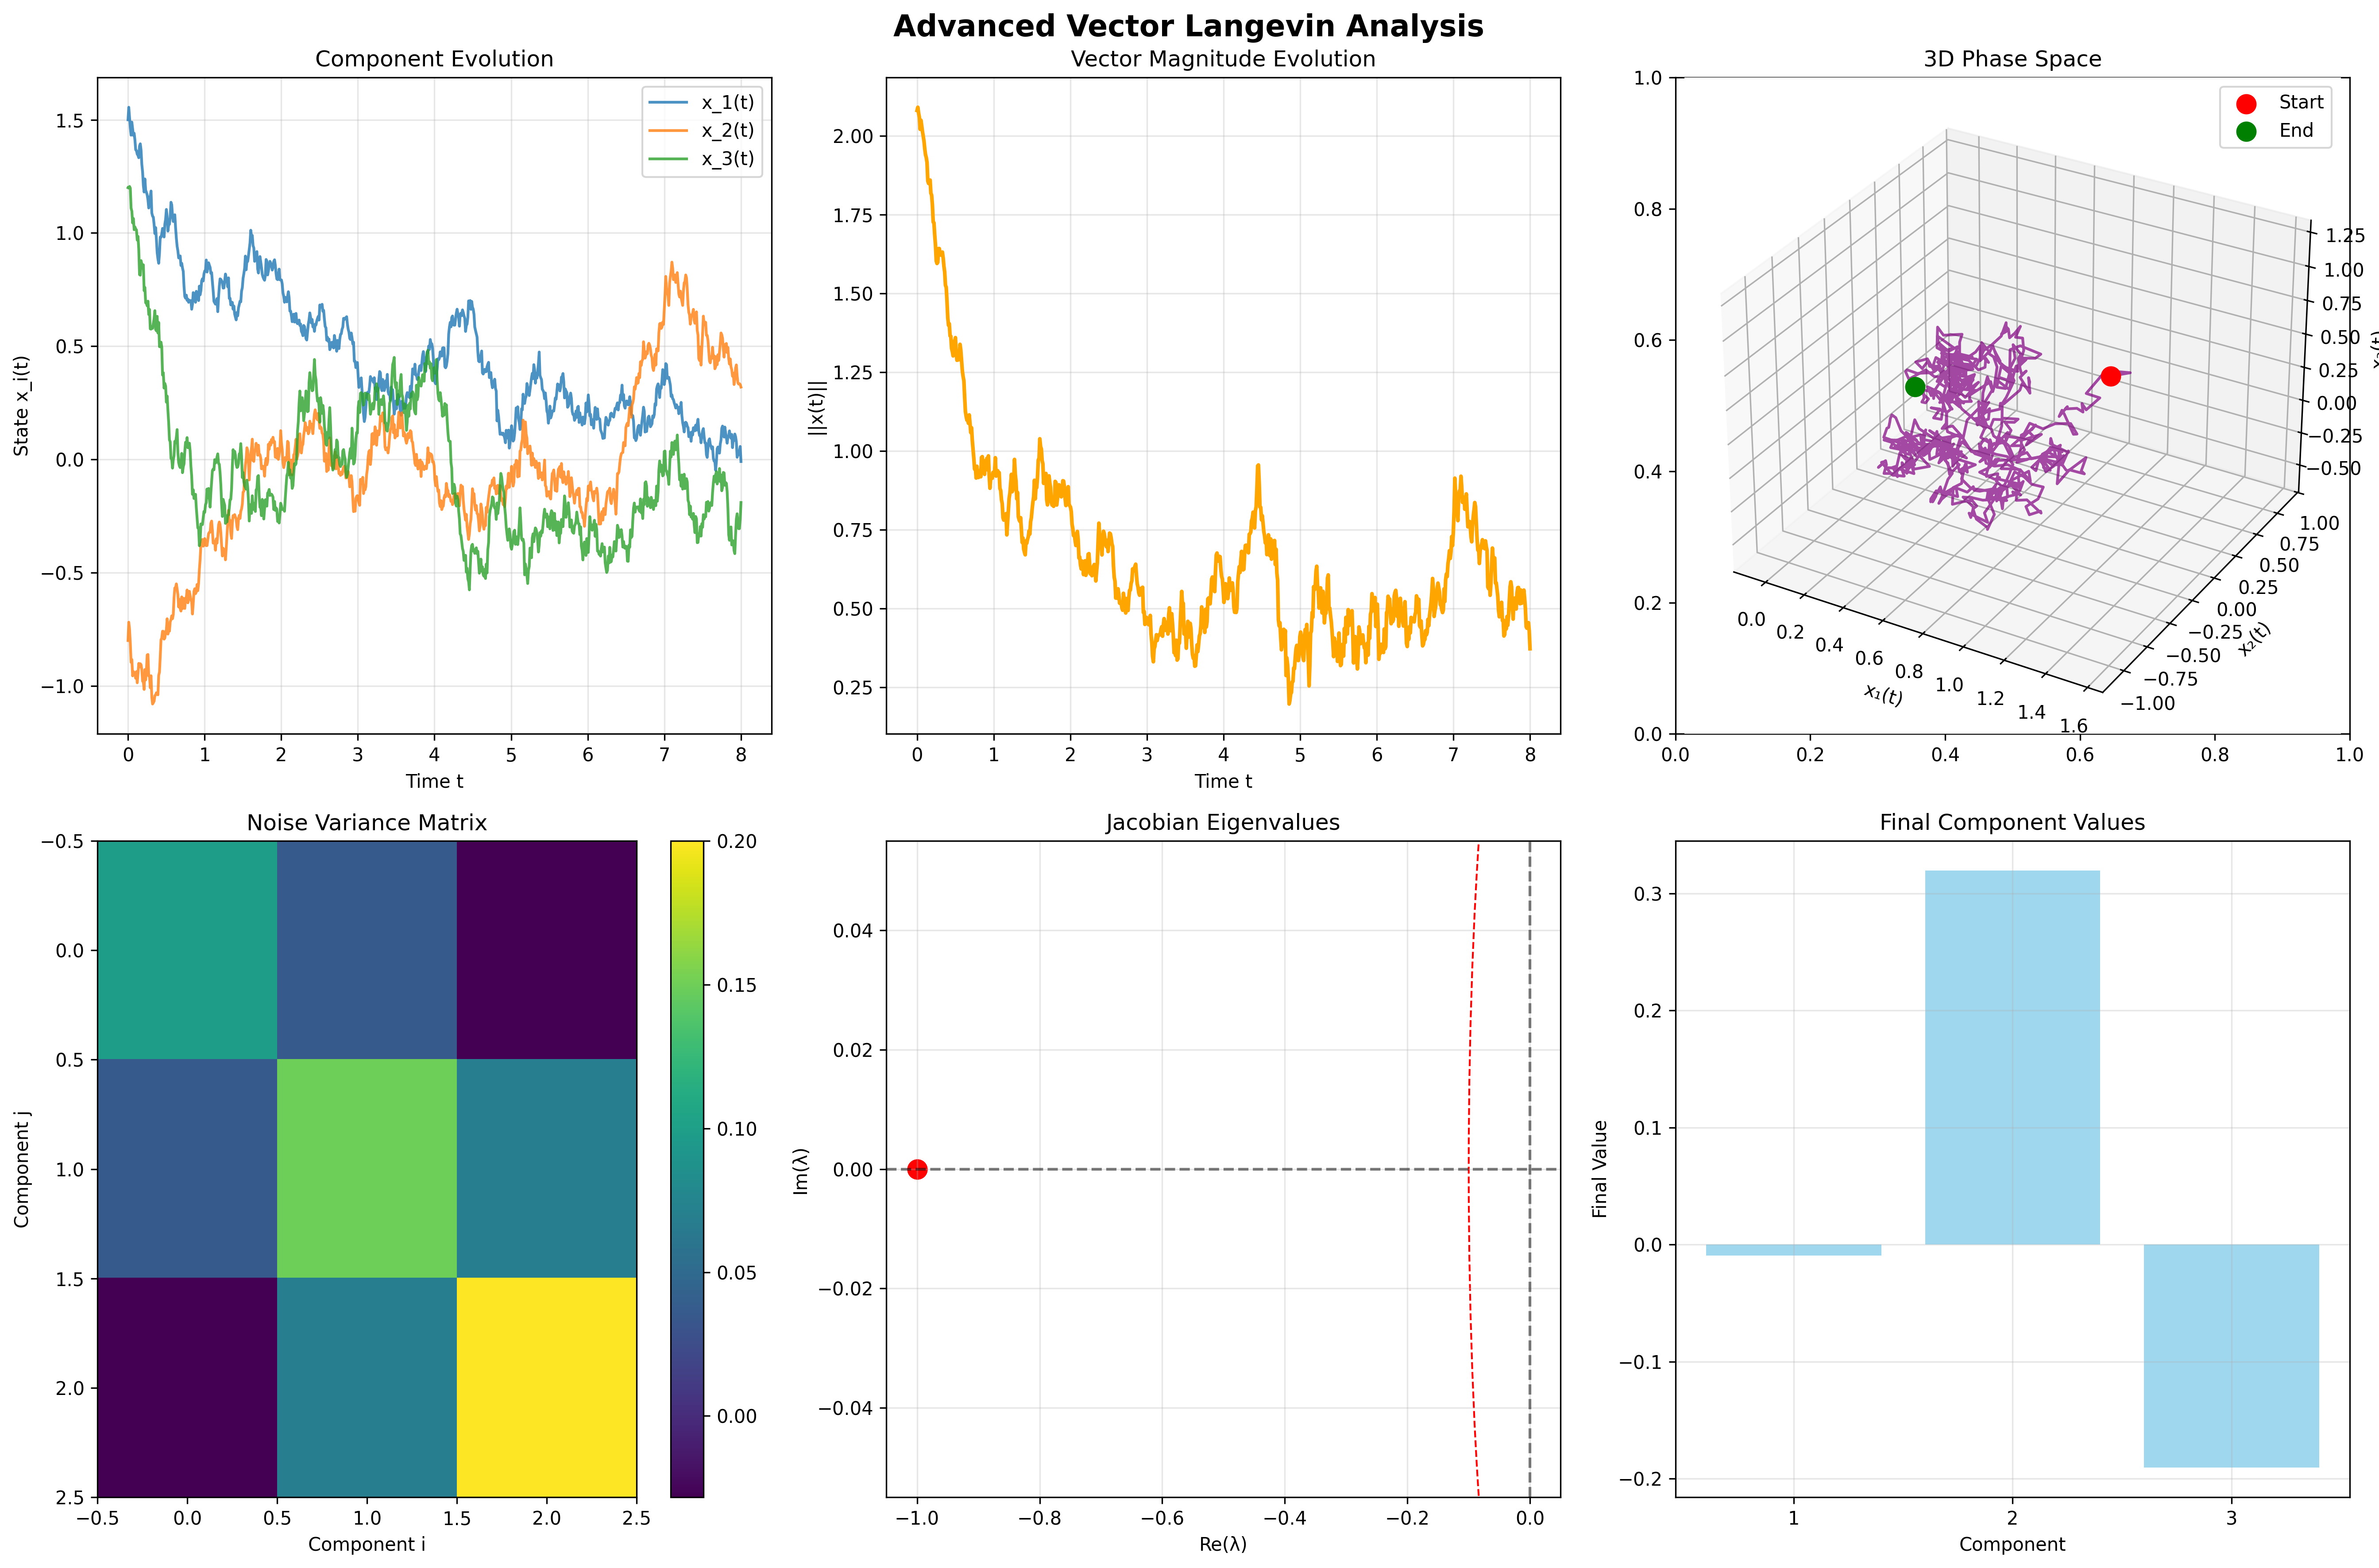 Advanced Vector Langevin Analysis
Component Evolution
State x_i(t)
1.5
1.0
0.5
0.0
−0.5
−1.0
x_1(t)
x_2(t)
x_3(t)
0 1 2 3 4 5 6 7 8
Time t
Vector Magnitude Evolution
||x(t)||
2.00
1.75
1.50
1.25
1.00
0.75
0.50
0.25
0 1 2 3 4 5 6 7 8
Time t
3D Phase Space
1.0
0.8
0.6
0.4
0.2
0.0
Start
End
1.25
1.00
0.75
0.50
0.25
0.00
−0.25
−0.50
1.00
0.75
0.50
0.25
0.00
−0.25
−0.50
−0.75
−1.00
x₂(t)
0.0 0.2 0.4 0.6 0.8 1.0 1.2 1.4 1.6
x₁(t)
0.0 0.2 0.4 0.6 0.8 1.0
Noise Variance Matrix
Component j
−0.5
0.0
0.5
1.0
1.5
2.0
2.5
−0.5 0.0 0.5 1.0 1.5 2.0 2.5
Component i
0.20
0.15
0.10
0.05
0.00
Jacobian Eigenvalues
Im(λ)
0.04
0.02
0.00
−0.02
−0.04
−1.0 −0.8 −0.6 −0.4 −0.2 0.0
Re(λ)
Final Component Values
Final Value
0.3
0.2
0.1
0.0
−0.1
−0.2
1 2 3
Component